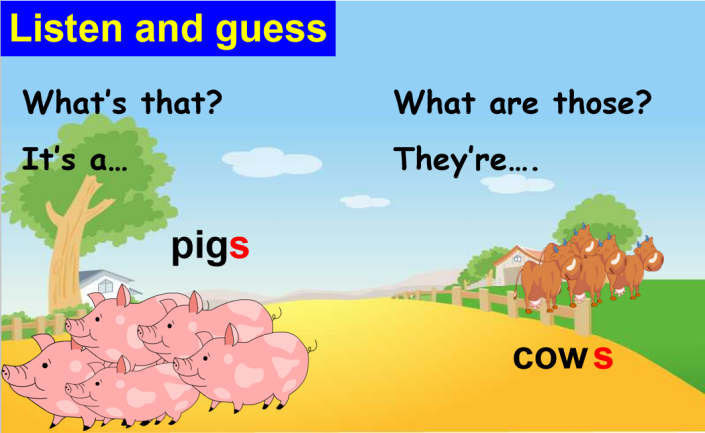 Listen and guess
What's that?
It's a...
What are those?
They're....
pigs
cows